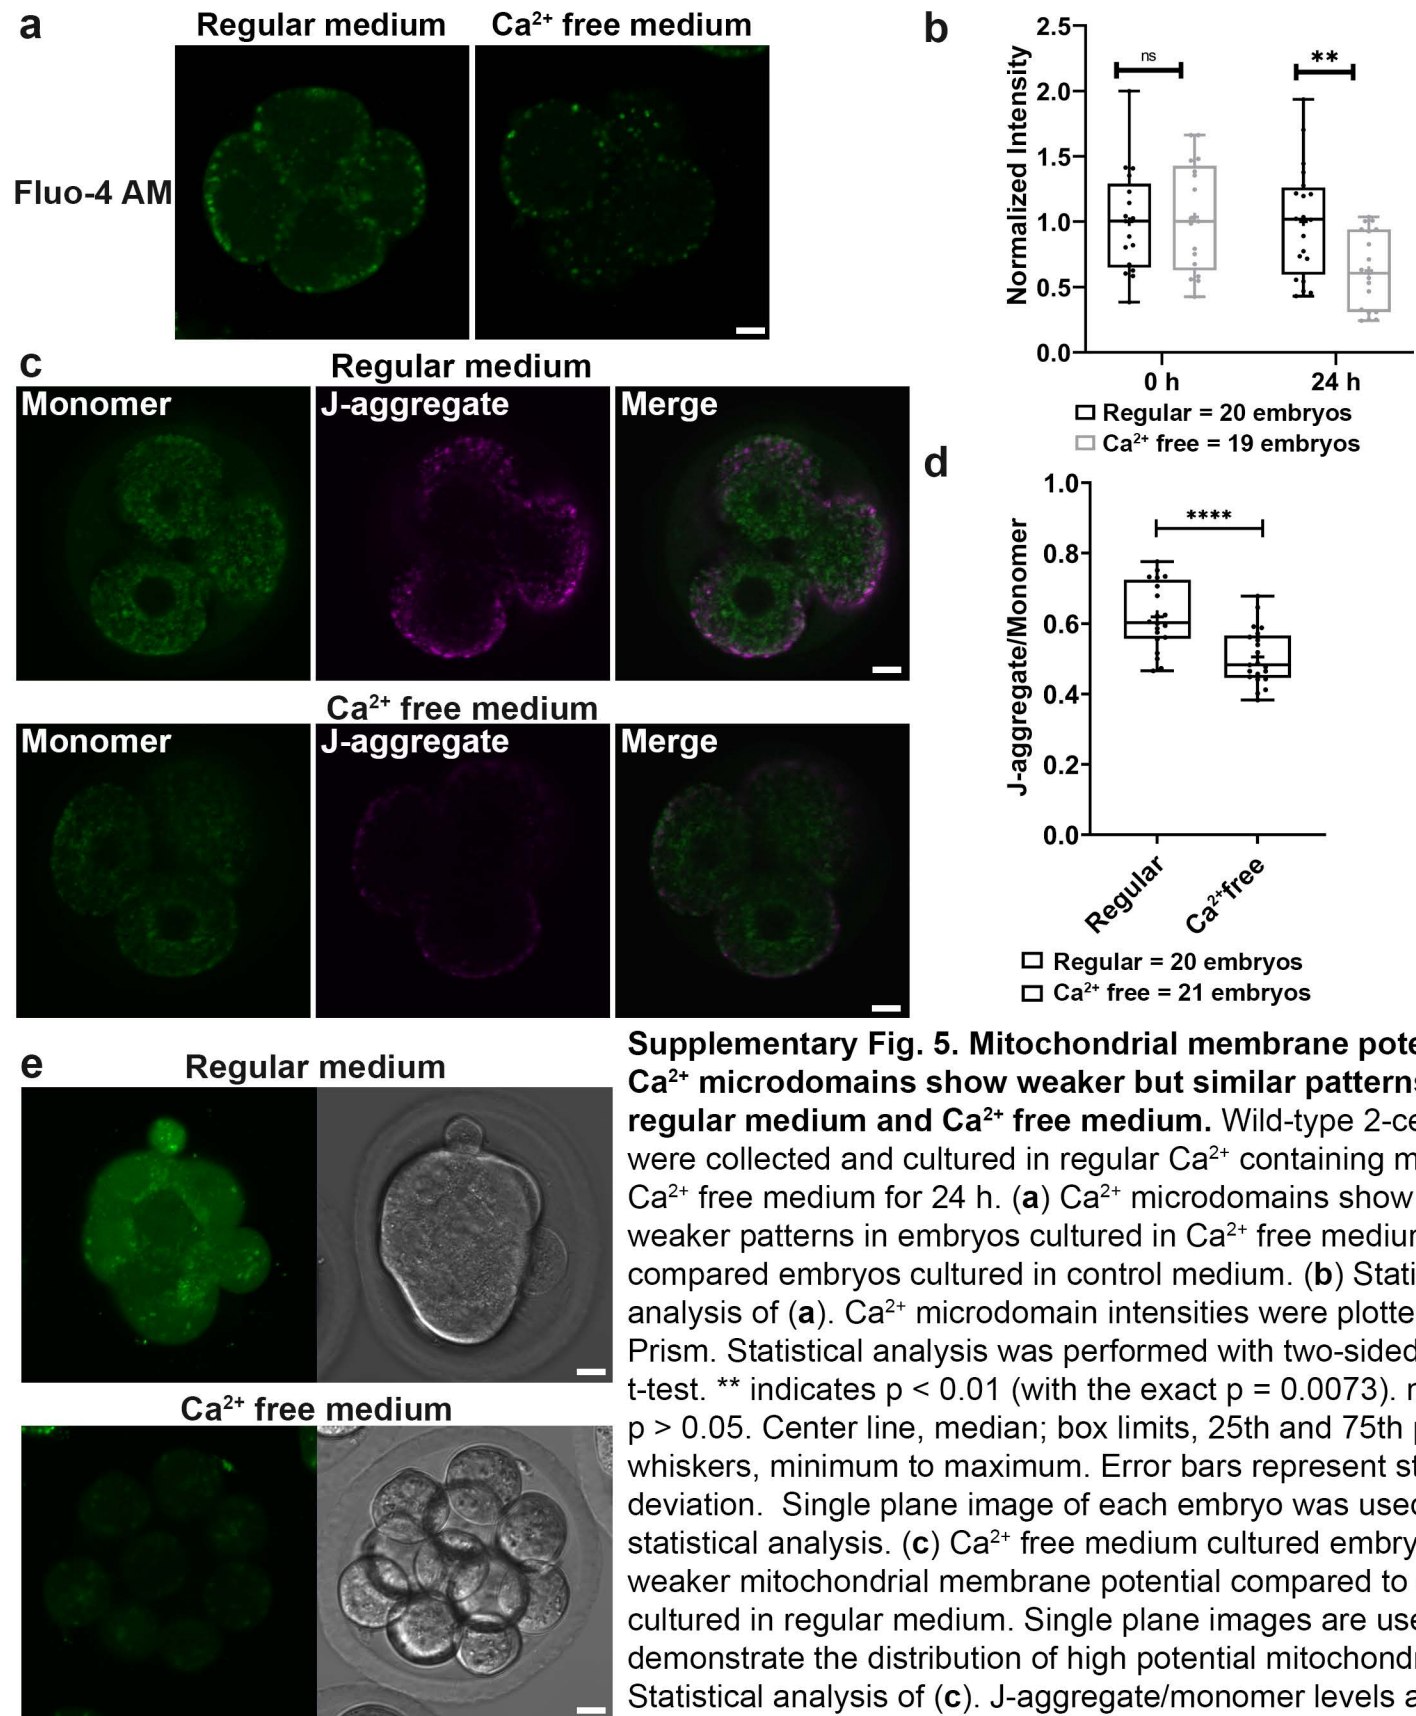 a
Regular medium
Ca²⁺ free medium
Fluo-4 AM
b
Normalized Intensity
2.5
2.0
1.5
1.0
0.5
0.0
ns
**
0 h
24 h
Regular = 20 embryos
Ca²⁺ free = 19 embryos
c
Regular medium
Monomer
J-aggregate
Merge
Ca²⁺ free medium
Monomer
J-aggregate
Merge
d
J-aggregate/Monomer
1.0
0.8
0.6
0.4
0.2
0.0
****
Regular
Ca²⁺free
Regular = 20 embryos
Ca²⁺ free = 21 embryos
e
Regular medium
Ca²⁺ free medium
Supplementary Fig. 5. Mitochondrial membrane pote
Ca²⁺ microdomains show weaker but similar patterns
regular medium and Ca²⁺ free medium. Wild-type 2-ce
were collected and cultured in regular Ca²⁺ containing m
Ca²⁺ free medium for 24 h. (a) Ca²⁺ microdomains show
weaker patterns in embryos cultured in Ca²⁺ free medium
compared embryos cultured in control medium. (b) Stati
analysis of (a). Ca²⁺ microdomain intensities were plotte
Prism. Statistical analysis was performed with two-sided
t-test. ** indicates p < 0.01 (with the exact p = 0.0073). n
p > 0.05. Center line, median; box limits, 25th and 75th p
whiskers, minimum to maximum. Error bars represent st
deviation. Single plane image of each embryo was used
statistical analysis. (c) Ca²⁺ free medium cultured embry
weaker mitochondrial membrane potential compared to
cultured in regular medium. Single plane images are use
demonstrate the distribution of high potential mitochondr
Statistical analysis of (c). J-aggregate/monomer levels a